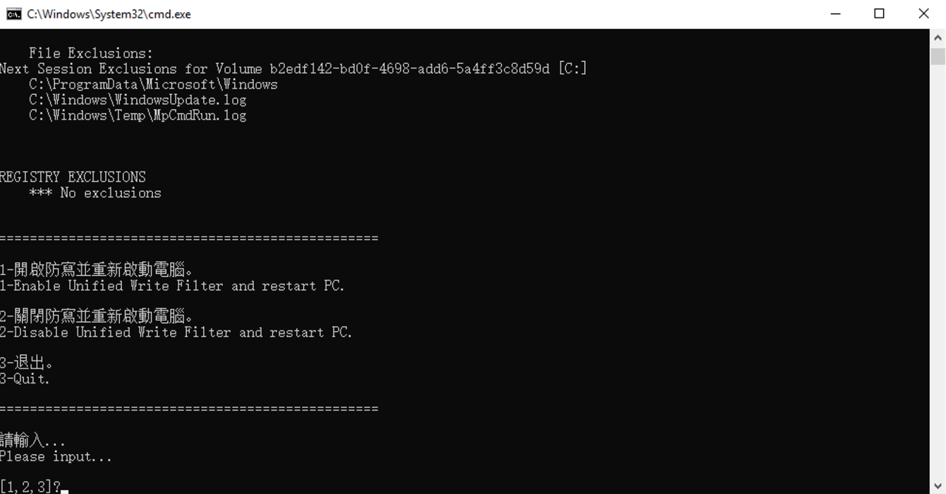 C:\Windows\System32\cmd.exe
File Exclusions:
Next Session Exclusions for Volume b2edf142-bd0f-4698-add6-5a4ff3c8d59d [C:]
C:\ProgramData\Microsoft\Windows
C:\Windows\WindowsUpdate.log
C:\Windows\Temp\MpCmdRun.log
REGISTRY EXCLUSIONS
*** No exclusions
=================================================
1-開啟防寫並重新啟動電腦。
1-Enable Unified Write Filter and restart PC.
2-關閉防寫並重新啟動電腦。
2-Disable Unified Write Filter and restart PC.
3-退出。
3-Quit.
=================================================
請輸入...
Please input...
[1,2,3]?